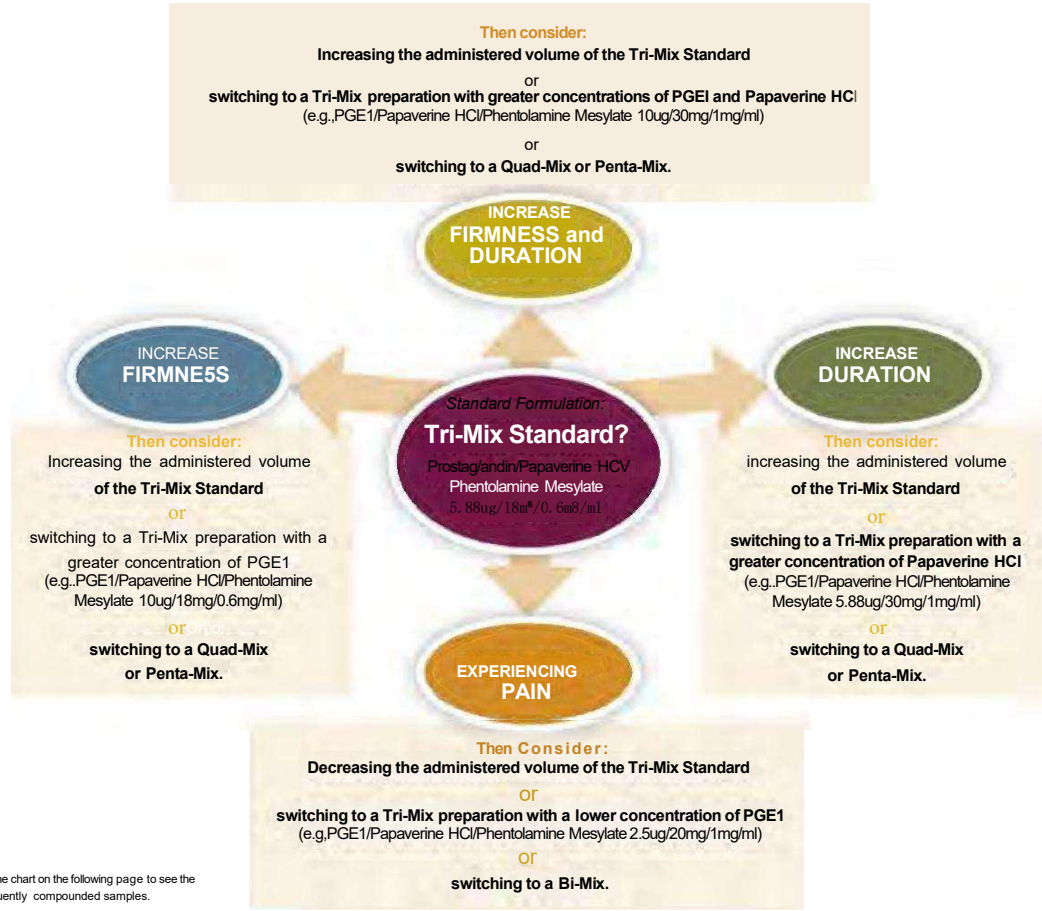 Then consider:
Increasing the administered volume of the Tri-Mix Standard
or
switching to a Tri-Mix preparation with greater concentrations of PGEl and Papaverine HCl
(e.g.,PGE1/Papaverine HCl/Phentolamine Mesylate 10ug/30mg/1mg/ml)
or
switching to a Quad-Mix or Penta-Mix.
INCREASE
FIRMNESS and
DURATION
INCREASE
FIRMNE5S
Then consider:
Increasing the administered volume
of the Tri-Mix Standard
or
switching to a Tri-Mix preparation with a
greater concentration of PGE1
(e.g..PGE1/Papaverine HCl/Phentolamine
Mesylate 10ug/18mg/0.6mg/ml)
or
switching to a Quad-Mix
or Penta-Mix.
Standard Formulation:
Tri-Mix Standard?
Prostag/andin/Papaverine HCV
Phentolamine Mesylate
5.88ug/18m⁸/0.6m8/ml
INCREASE
DURATION
Then consider:
increasing the administered volume
of the Tri-Mix Standard
or
switching to a Tri-Mix preparation with a
greater concentration of Papaverine HCl
(e.g..PGE1/Papaverine HCl/Phentolamine
Mesylate 5.88ug/30mg/1mg/ml)
or
switching to a Quad-Mix
or Penta-Mix.
EXPERIENCING
PAIN
Then Consider:
Decreasing the administered volume of the Tri-Mix Standard
or
switching to a Tri-Mix preparation with a lower concentration of PGE1
(e.g,PGE1/Papaverine HCl/Phentolamine Mesylate 2.5ug/20mg/1mg/ml)
or
switching to a Bi-Mix.
ne chart on the following page to see the
uently compounded samples.